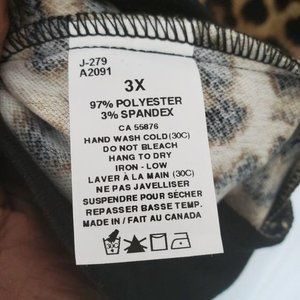 J-279
A2091
3X
97% POLYESTER
3% SPANDEX
CA 55876
HAND WASH COLD (30C)
DO NOT BLEACH
HANG TO DRY
IRON - LOW
LAVER À LA MAIN (30C)
NE PAS JAVELLISER
SUSPENDRE POUR SÉCHER
REPASSER BASSE TEMP.
MADE IN / FAIT AU CANADA